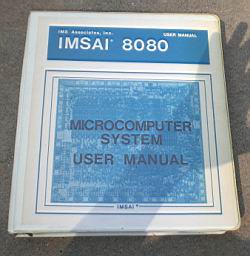 IMS Associates, Inc.
USER MANUAL
IMSAI® 8080
MICROCOMPUTER
SYSTEM
USER MANUAL
IMSAI®